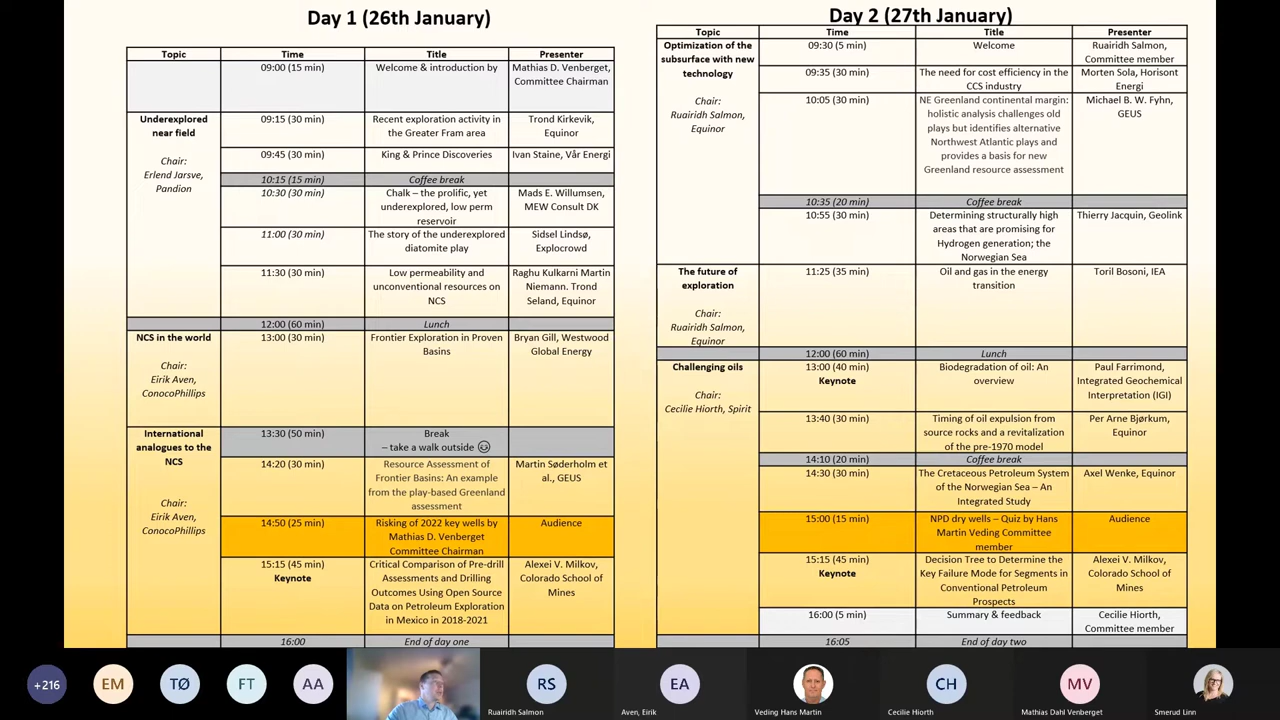 Day 1 (26th January)
Topic Time Title Presenter
09:00 (15 min) Welcome & introduction by Mathias D. Venberget,
Committee Chairman
Underexplored
near field
Chair:
Erlend Jarsve,
Pandion
09:15 (30 min) Recent exploration activity in Trond Kirkevik,
the Greater Fram area Equinor
09:45 (30 min) King & Prince Discoveries Ivan Staine, Vår Energi
10:15 (15 min) Coffee break
10:30 (30 min) Chalk – the prolific, yet Mads E. Willumsen,
underexplored, low perm MEW Consult DK
reservoir
11:00 (30 min) The story of the underexplored Sidsel Lindsø,
diatomite play Explocrowd
11:30 (30 min) Low permeability and Raghu Kulkarni Martin
unconventional resources on Niemann. Trond
NCS Seland, Equinor
12:00 (60 min) Lunch
NCS in the world
Chair:
Eirik Aven,
ConocoPhillips
13:00 (30 min) Frontier Exploration in Proven Bryan Gill, Westwood
Basins Global Energy
International
analogues to the
NCS
Chair:
Eirik Aven,
ConocoPhillips
13:30 (50 min) Break
– take a walk outside ☺
14:20 (30 min) Resource Assessment of Martin Søderholm et
Frontier Basins: An example al., GEUS
from the play-based Greenland
assessment
14:50 (25 min) Risking of 2022 key wells by Audience
Mathias D. Venberget
Committee Chairman
15:15 (45 min) Critical Comparison of Pre-drill Alexei V. Milkov,
Keynote Assessments and Drilling Colorado School of
Outcomes Using Open Source Mines
Data on Petroleum Exploration
in Mexico in 2018-2021
16:00 End of day one
Day 2 (27th January)
Topic Time Title Presenter
Optimization of the
subsurface with new
technology
Chair:
Ruairidh Salmon,
Equinor
09:30 (5 min) Welcome Ruairidh Salmon,
Committee member
09:35 (30 min) The need for cost efficiency in the Morten Sola, Horisont
CCS industry Energi
10:05 (30 min) NE Greenland continental margin: Michael B. W. Fyhn,
holistic analysis challenges old GEUS
plays but identifies alternative
Northwest Atlantic plays and
provides a basis for new
Greenland resource assessment
10:35 (20 min) Coffee break
10:55 (30 min) Determining structurally high Thierry Jacquin, Geolink
areas that are promising for
Hydrogen generation; the
Norwegian Sea
The future of
exploration
Chair:
Ruairidh Salmon,
Equinor
11:25 (35 min) Oil and gas in the energy Toril Bosoni, IEA
transition
12:00 (60 min) Lunch
Challenging oils
Chair:
Cecilie Hiorth, Spirit
13:00 (40 min) Biodegradation of oil: An Paul Farrimond,
Keynote overview Integrated Geochemical
Interpretation (IGI)
13:40 (30 min) Timing of oil expulsion from Per Arne Bjørkum,
source rocks and a revitalization Equinor
of the pre-1970 model
14:10 (20 min) Coffee break
14:30 (30 min) The Cretaceous Petroleum System Axel Wenke, Equinor
of the Norwegian Sea – An
Integrated Study
15:00 (15 min) NPD dry wells – Quiz by Hans Audience
Martin Veding Committee
member
15:15 (45 min) Decision Tree to Determine the Alexei V. Milkov,
Keynote Key Failure Mode for Segments in Colorado School of
Conventional Petroleum Mines
Prospects
16:00 (5 min) Summary & feedback Cecilie Hiorth,
Committee member
16:05 End of day two
+216 EM TØ FT AA RS EA CH MV
Ruairidh Salmon Aven, Eirik Veding Hans Martin Cecilie Hiorth Mathias Dahl Venberget Smerud Linn